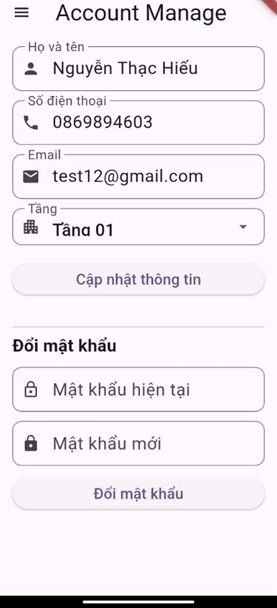 Account Manage
Họ và tên
Nguyễn Thạc Hiếu
Số điện thoại
0869894603
Email
test12@gmail.com
Tầng
Tầng 01
Cập nhật thông tin
Đổi mật khẩu
Mật khẩu hiện tại
Mật khẩu mới
Đổi mật khẩu